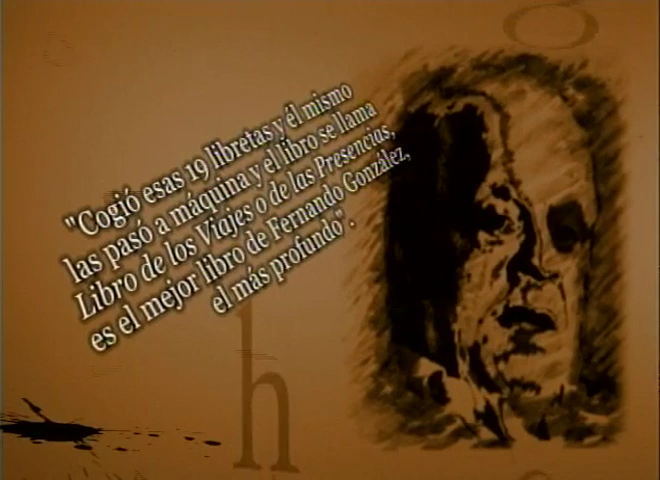 "Cogió esas 19 libretas y él mismo
las pasó a máquina y el libro se llama
Libro de los Viajes o de las Presencias,
es el mejor libro de Fernando González,
el más profundo".
h
g